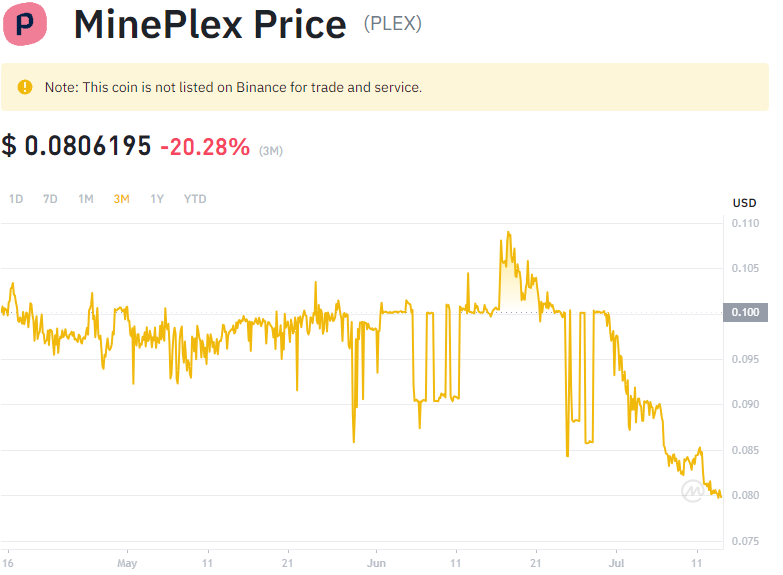 P
MinePlex Price (PLEX)
Note: This coin is not listed on Binance for trade and service.
$ 0.0806195 -20.28% (3M)
1D 7D 1M 3M 1Y YTD
USD
0.110
0.105
0.100
0.095
0.090
0.085
0.080
0.075
16 May 11 21 Jun 11 21 Jul 11